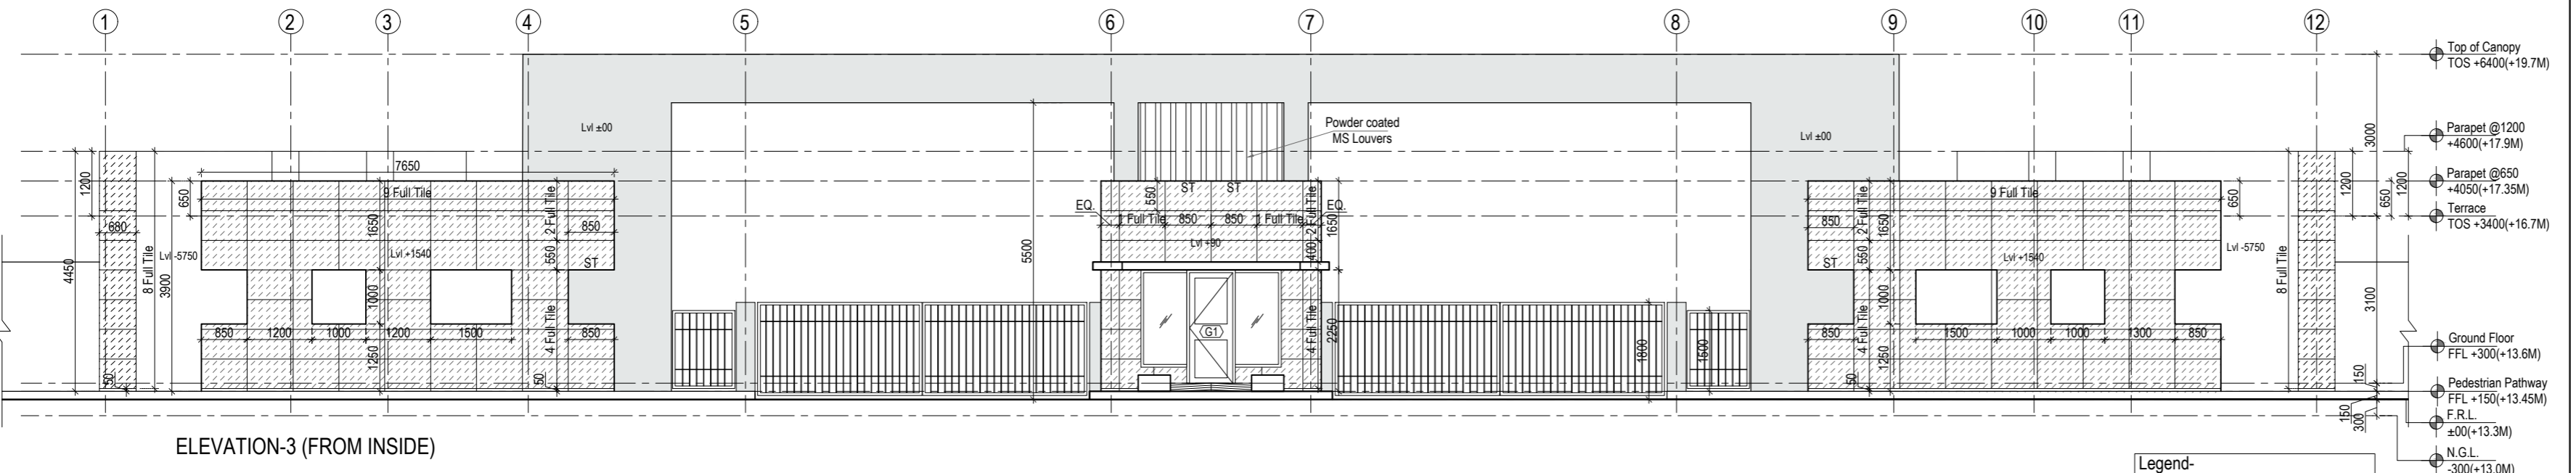 1 2 3 4 5 6 7 8 9 10 11 12
Top of Canopy
TOS +6400(+19.7M)
Parapet @1200
+4600(+17.9M)
Parapet @650
+4050(+17.35M)
Terrace
TOS +3400(+16.7M)
Ground Floor
FFL +300(+13.6M)
Pedestrian Pathway
FFL +150(+13.45M)
F.R.L.
±00(+13.3M)
N.G.L.
-300(+13.0M)
4450
1200
680
50
8 Full Tile
3900
Lvl -5750
650
7650
9 Full Tile
1650
Lvl +1540
2 Full Tile
850
550
ST
1000
850
1200
1000
1200
1500
4 Full Tile
850
1250
50
Lvl ±00
5500
Powder coated
MS Louvers
550
ST
ST
EQ.
1 Full Tile
850
850
1 Full Tile
EQ.
2 Full Tile
1650
Lvl +90
400
G1
4 Full Tile
2250
1800
1500
Lvl ±00
9 Full Tile
850
2 Full Tile
1650
550
ST
Lvl +1540
1000
850
4 Full Tile
1250
50
1500
1000
1000
1300
850
650
Lvl -5750
8 Full Tile
1200
650
1200
3000
3100
150
150
300
ELEVATION-3 (FROM INSIDE)
Legend-